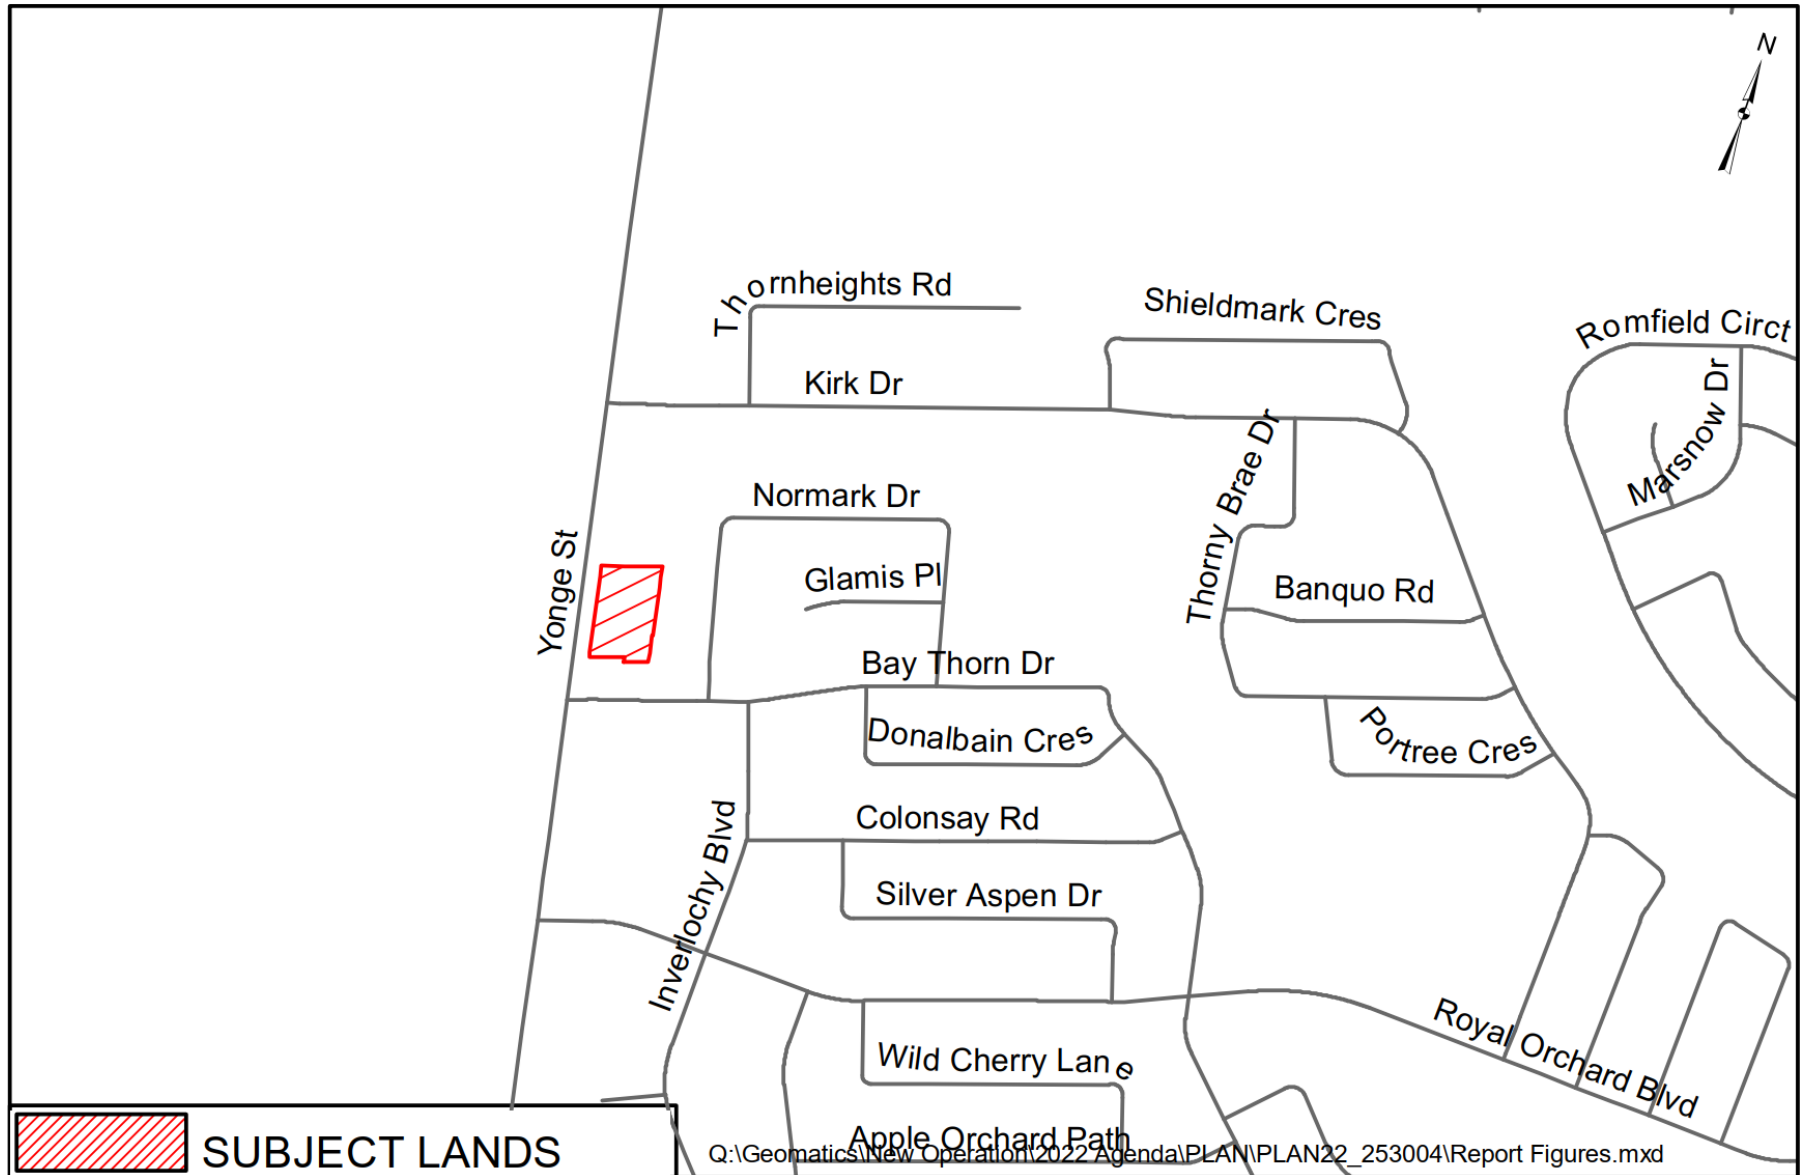 N
Thornheights Rd
Shieldmark Cres
Romfield Circt
Kirk Dr
Marsnow Dr
Thorny Brae Dr
Normark Dr
Yonge St
Glamis Pl
Banquo Rd
Bay Thorn Dr
Donalbain Cres
Portree Cres
Colonsay Rd
Inverlochy Blvd
Silver Aspen Dr
Royal Orchard Blvd
Wild Cherry Lane
Apple Orchard Path
SUBJECT LANDS
Q:\Geomatics\New Operation\2022 Agenda\PLAN\PLAN22_253004\Report Figures.mxd